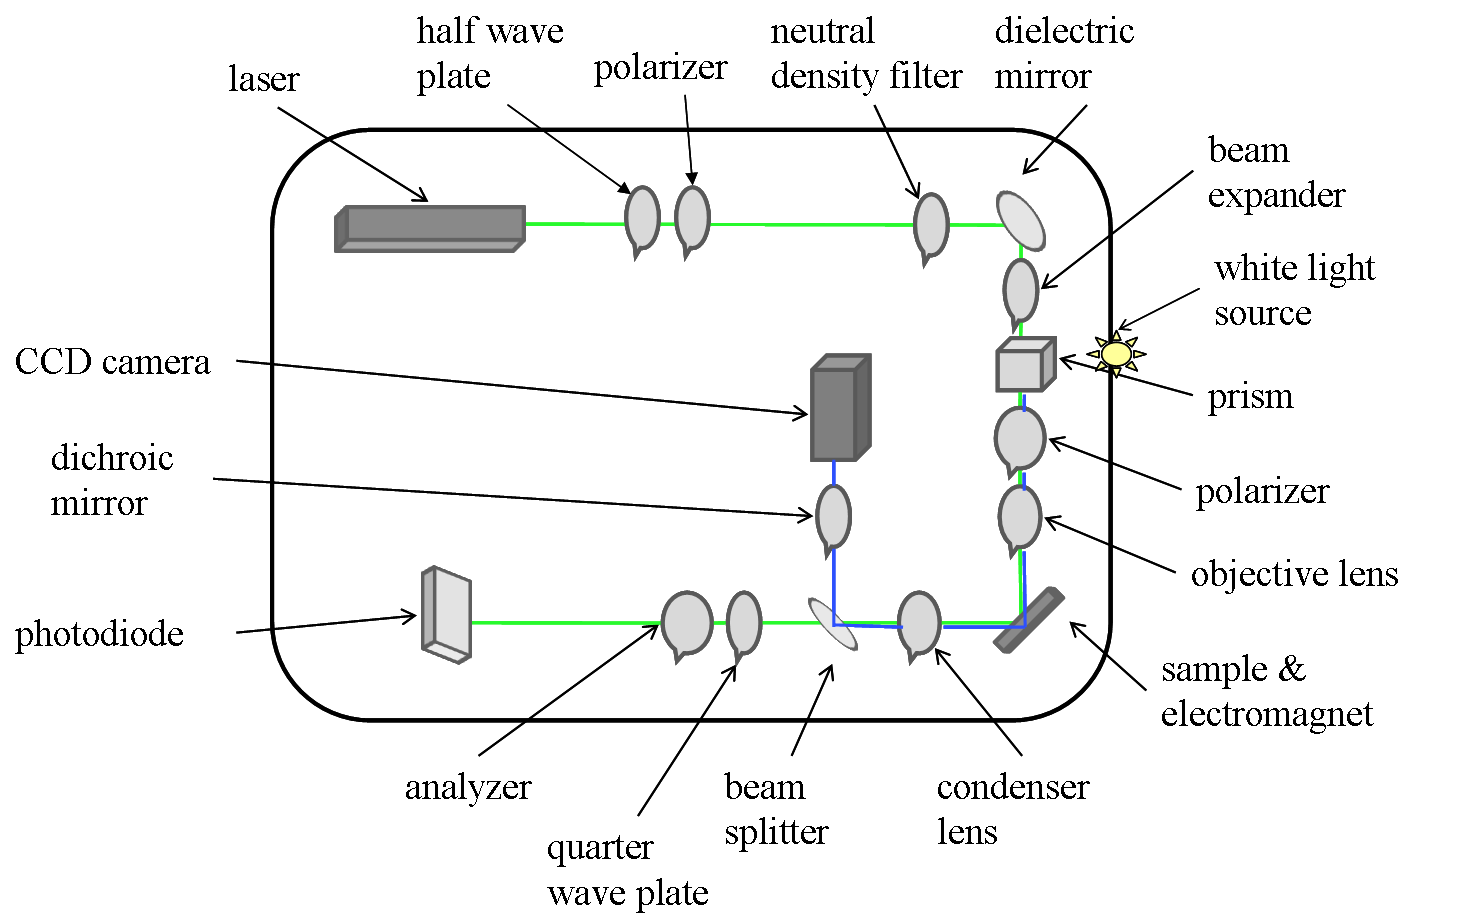 half wave
plate
neutral
density filter
dielectric
mirror
laser
polarizer
beam
expander
white light
source
CCD camera
prism
dichroic
mirror
polarizer
objective lens
photodiode
sample &
electromagnet
analyzer
beam
splitter
condenser
lens
quarter
wave plate